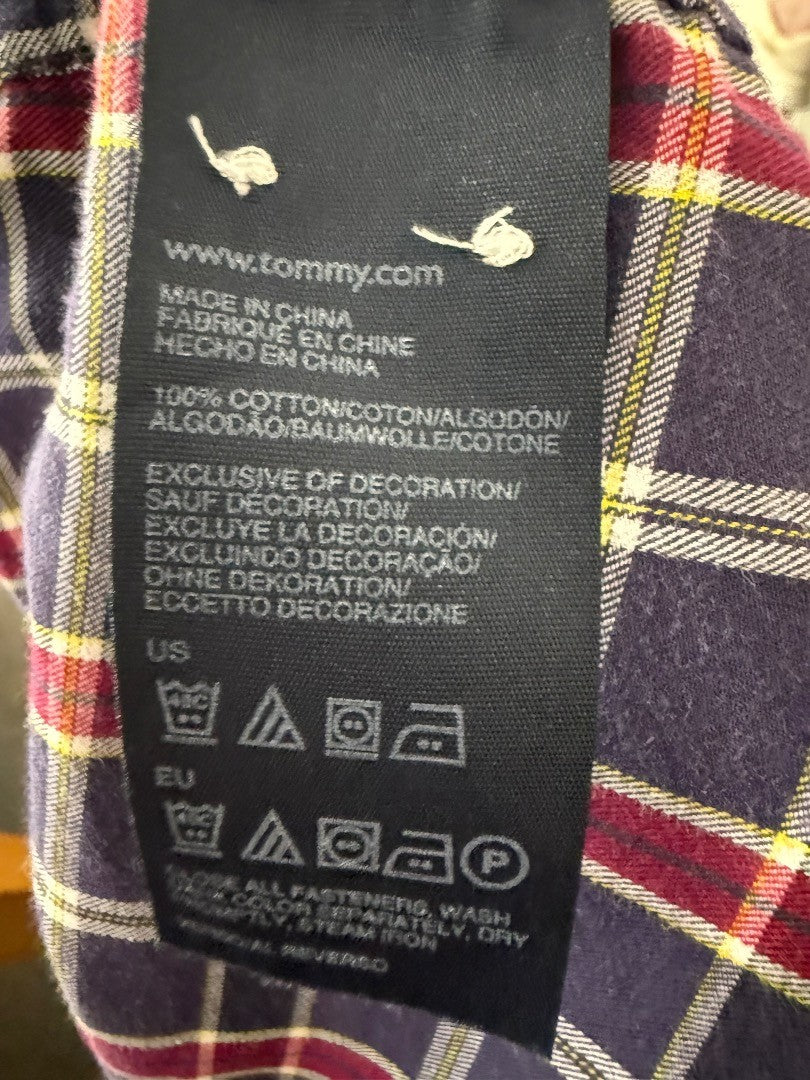 www.tommy.com
MADE IN CHINA
FABRIQUÉ EN CHINE
HECHO EN CHINA
100% COTTON/COTON/ALGODÓN/
ALGODÃO/BAUMWOLLE/COTONE
EXCLUSIVE OF DECORATION/
SAUF DÉCORATION/
EXCLUYE LA DECORACIÓN/
EXCLUINDO DECORAÇÃO/
OHNE DEKORATION/
ECCETTO DECORAZIONE
US
EU
P
CLOSE ALL FASTENERS, WASH
COLOR SEPARATELY, DRY
PROMPTLY, STEAM IRON
REVERSO